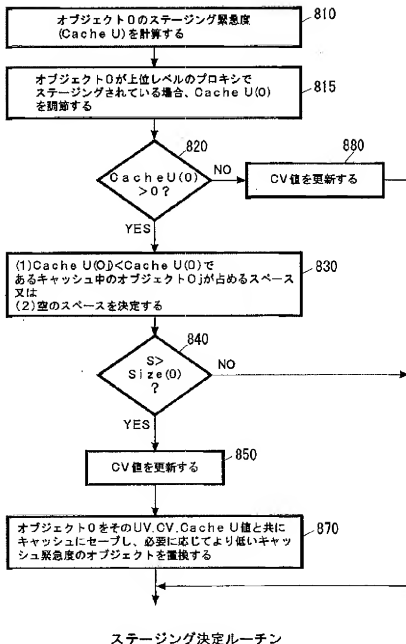 オブジェクトOのステージング緊急度
(Cache U)を計算する
810
オブジェクトOが上位レベルのプロキシで
ステージングされている場合、Cache U(O)
を調節する
815
820
CacheU(O)
>0?
NO
880
CV値を更新する
YES
(1)Cache U(Oj)<Cache U(O)で
あるキャッシュ中のオブジェクトOjが占めるスペース
又は
(2)空のスペースを決定する
830
840
S>
Size(O)
?
NO
YES
850
CV値を更新する
オブジェクトOをそのUV.CV.Cache U値と共に
キャッシュにセーブし、必要に応じてより低いキャッ
シュ緊急度のオブジェクトを置換する
870
ステージング決定ルーチン